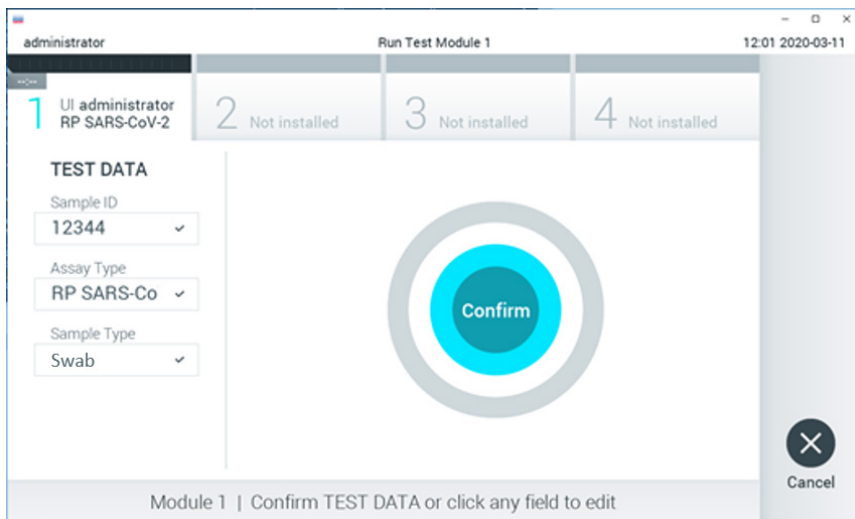 administrator Run Test Module 1 12:01 2020-03-11
--:--
1 UI administrator
RP SARS-CoV-2
2 Not installed
3 Not installed
4 Not installed
TEST DATA
Sample ID
12344
Assay Type
RP SARS-Co
Sample Type
Swab
Confirm
Cancel
Module 1 | Confirm TEST DATA or click any field to edit